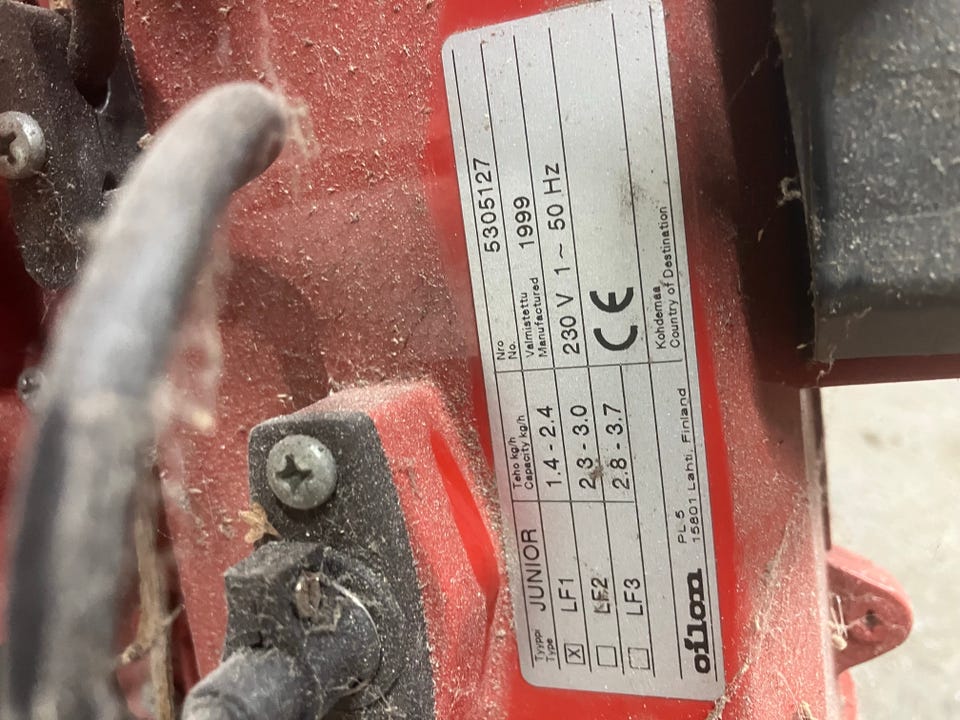 Tyyppi Type JUNIOR Teho kg/h Capacity kg/h Nro No. 5305127
X LF1 1.4 - 2.4 Valmistettu Manufactured 1999
LF2 2.3 - 3.0 230 V 1 ~ 50 Hz
LF3 2.8 - 3.7 CE
oilon PL 5 Kohdemaa
15801 Lahti, Finland Country of Destination